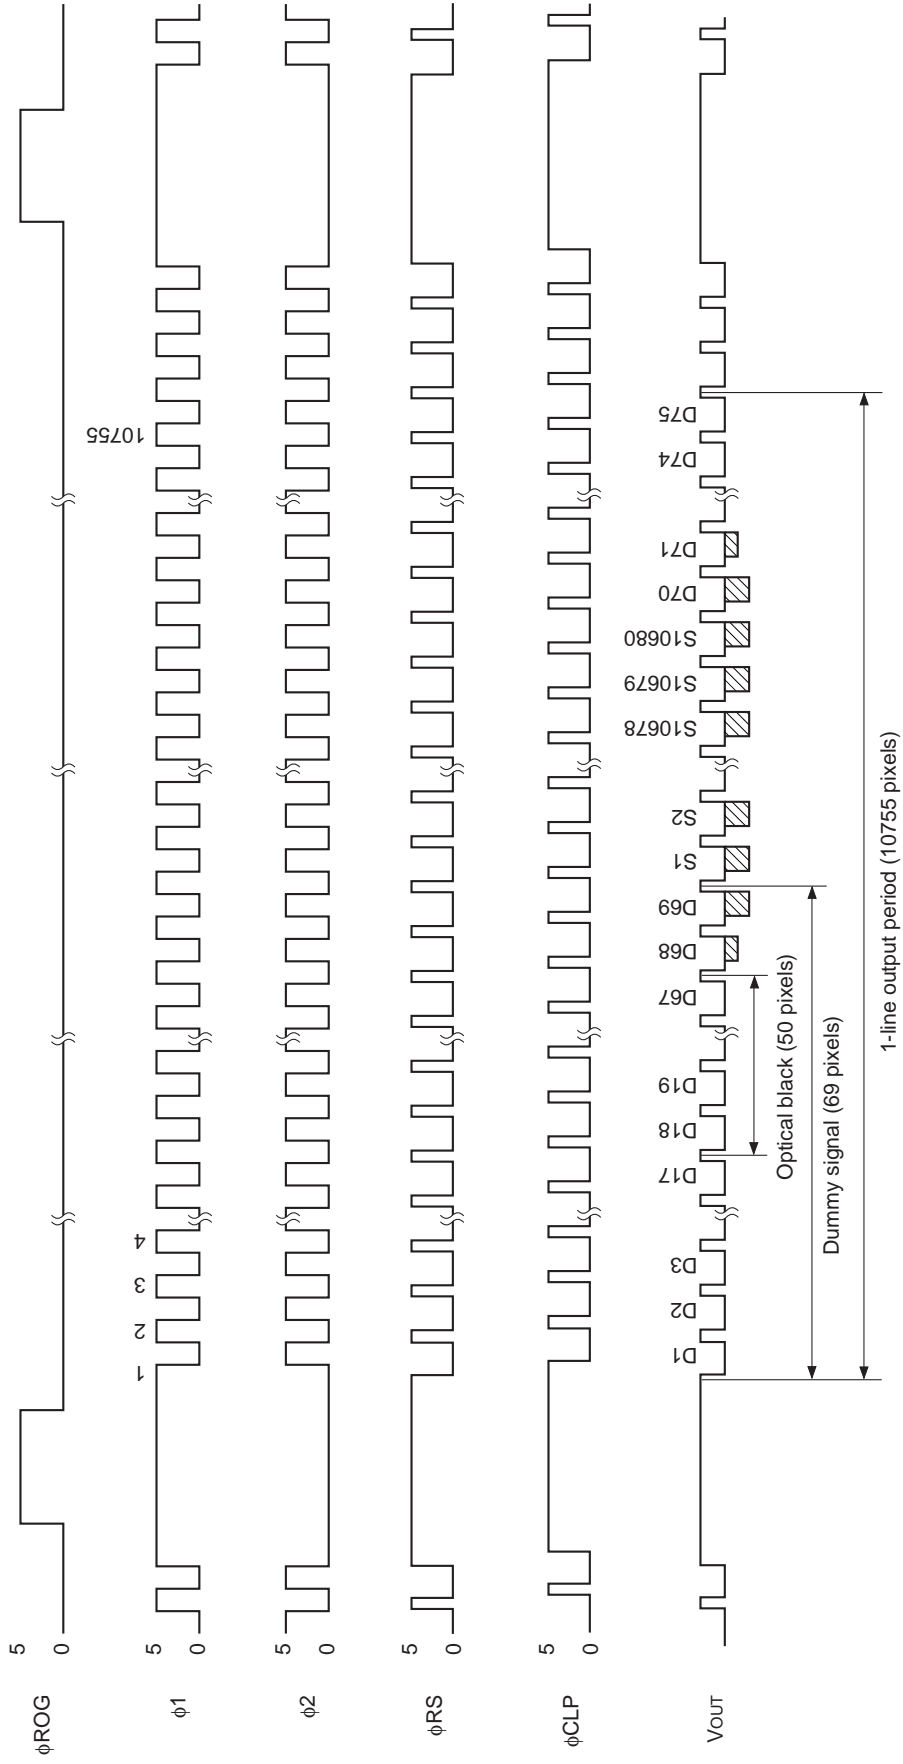 φROG
5
0
φ1
5
0
1
2
3
4
10755
φ2
5
0
φRS
5
0
φCLP
5
0
VOUT
D1
D2
D3
D17
D18
D19
D67
D68
D69
S1
S2
S10678
S10679
S10680
D70
D71
D74
D75
Optical black (50 pixels)
Dummy signal (69 pixels)
1-line output period (10755 pixels)